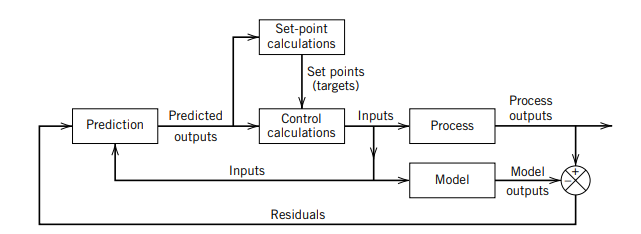 Set-point
calculations
Set points
(targets)
Prediction
Predicted
outputs
Control
calculations
Inputs
Process
Process
outputs
Inputs
Model
Model
outputs
+
−
Residuals